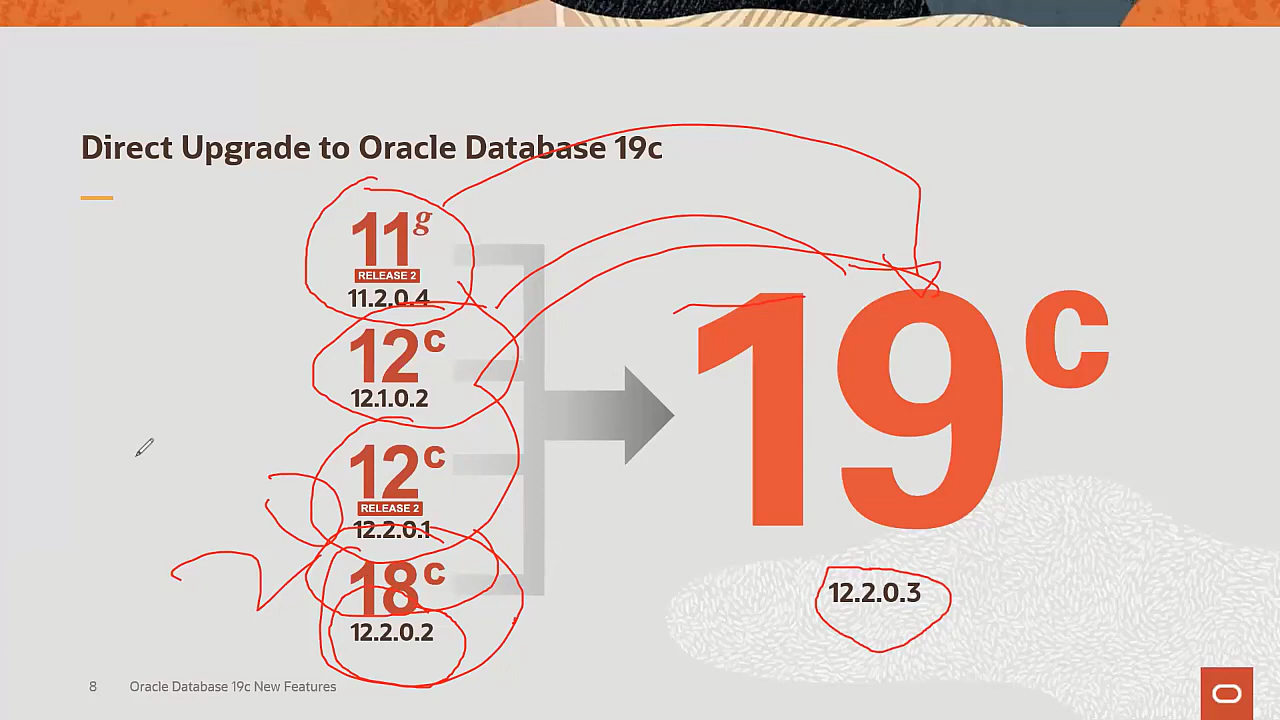 Direct Upgrade to Oracle Database 19c
11g
RELEASE 2
11.2.0.4
12c
12.1.0.2
12c
RELEASE 2
12.2.0.1
18c
12.2.0.2
19c
12.2.0.3
8 Oracle Database 19c New Features